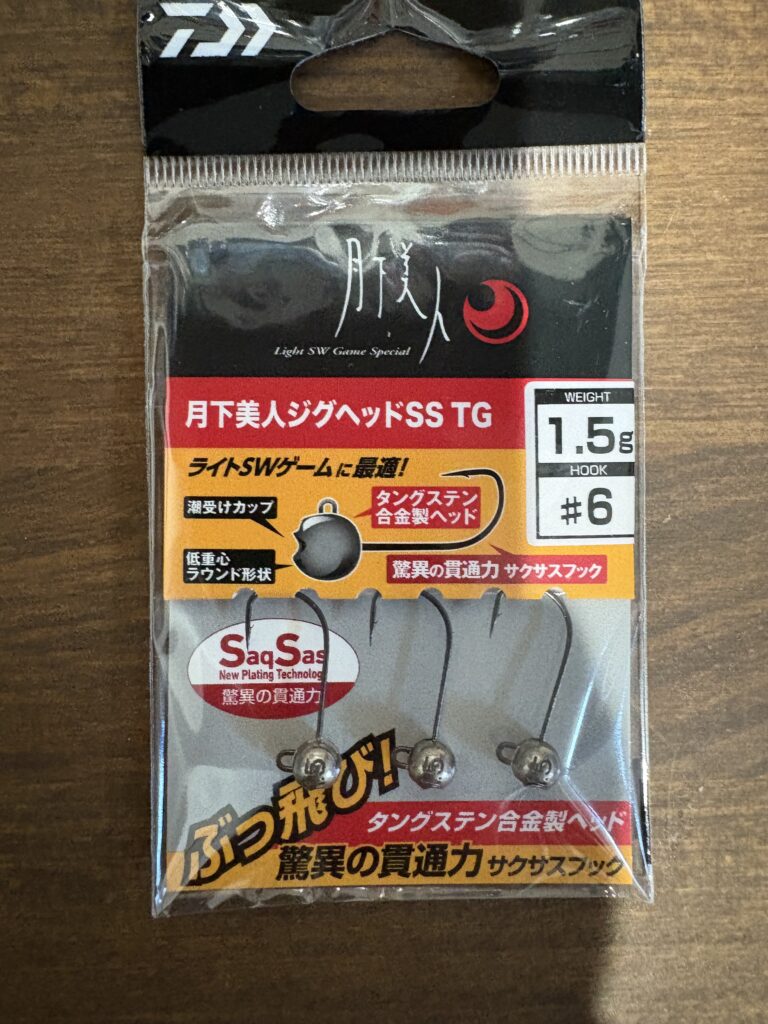 月下美人
Light SW Game Special
月下美人ジグヘッドSS TG
WEIGHT
1.5g
HOOK
#6
ライトSWゲームに最適!
潮受けカップ
タングステン
合金製ヘッド
低重心
ラウンド形状
驚異の貫通力 サクサスフック
SaqSas
New Plating Technology
驚異の貫通力
1.5
1.5
1.5
ぶっ飛び!
タングステン合金製ヘッド
驚異の貫通力 サクサスフック